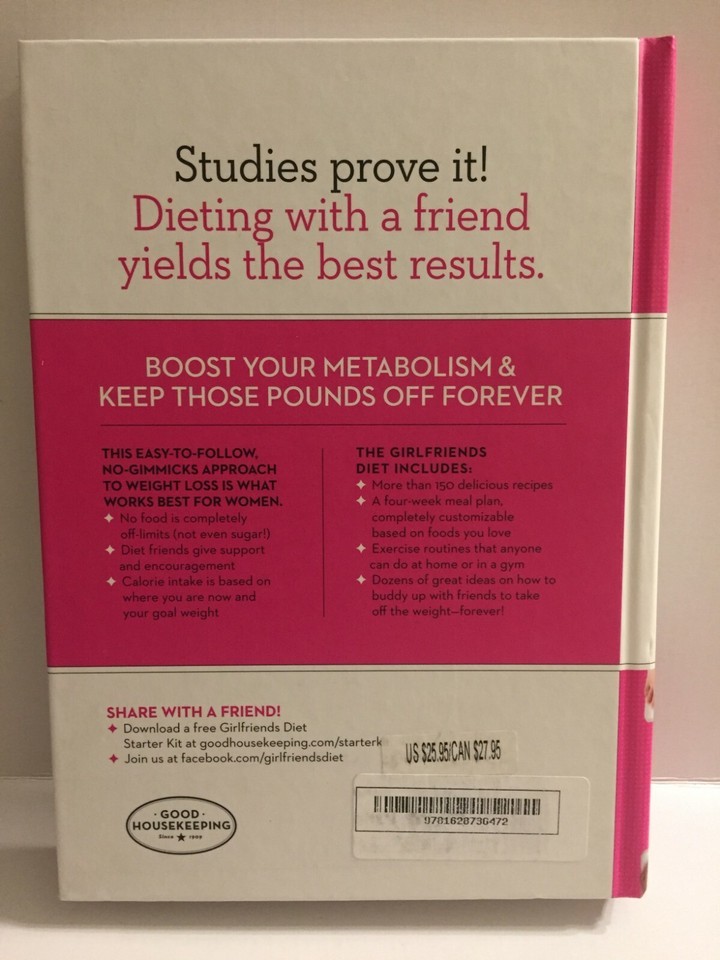 Studies prove it!
Dieting with a friend
yields the best results.
BOOST YOUR METABOLISM &
KEEP THOSE POUNDS OFF FOREVER
THIS EASY-TO-FOLLOW,
NO-GIMMICKS APPROACH
TO WEIGHT LOSS IS WHAT
WORKS BEST FOR WOMEN.
✦ No food is completely
off-limits (not even sugar!)
✦ Diet friends give support
and encouragement
✦ Calorie intake is based on
where you are now and
your goal weight
THE GIRLFRIENDS
DIET INCLUDES:
✦ More than 150 delicious recipes
✦ A four-week meal plan,
completely customizable
based on foods you love
✦ Exercise routines that anyone
can do at home or in a gym
✦ Dozens of great ideas on how to
buddy up with friends to take
off the weight—forever!
SHARE WITH A FRIEND!
✦ Download a free Girlfriends Diet
Starter Kit at goodhousekeeping.com/starterk
✦ Join us at facebook.com/girlfriendsdiet
US $25.95/CAN $27.95
9781628736472
· GOOD ·
HOUSEKEEPING
Since ★ 1909